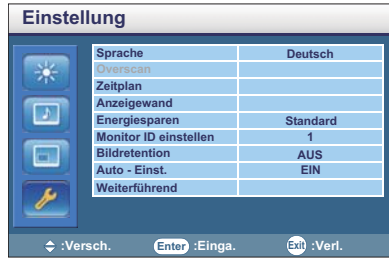 Einstellung
Sprache Deutsch
Overscan
Zeitplan
Anzeigewand
Energiesparen Standard
Monitor ID einstellen 1
Bildretention AUS
Auto - Einst. EIN
Weiterführend
:Versch. Enter :Einga. Exit :Verl.